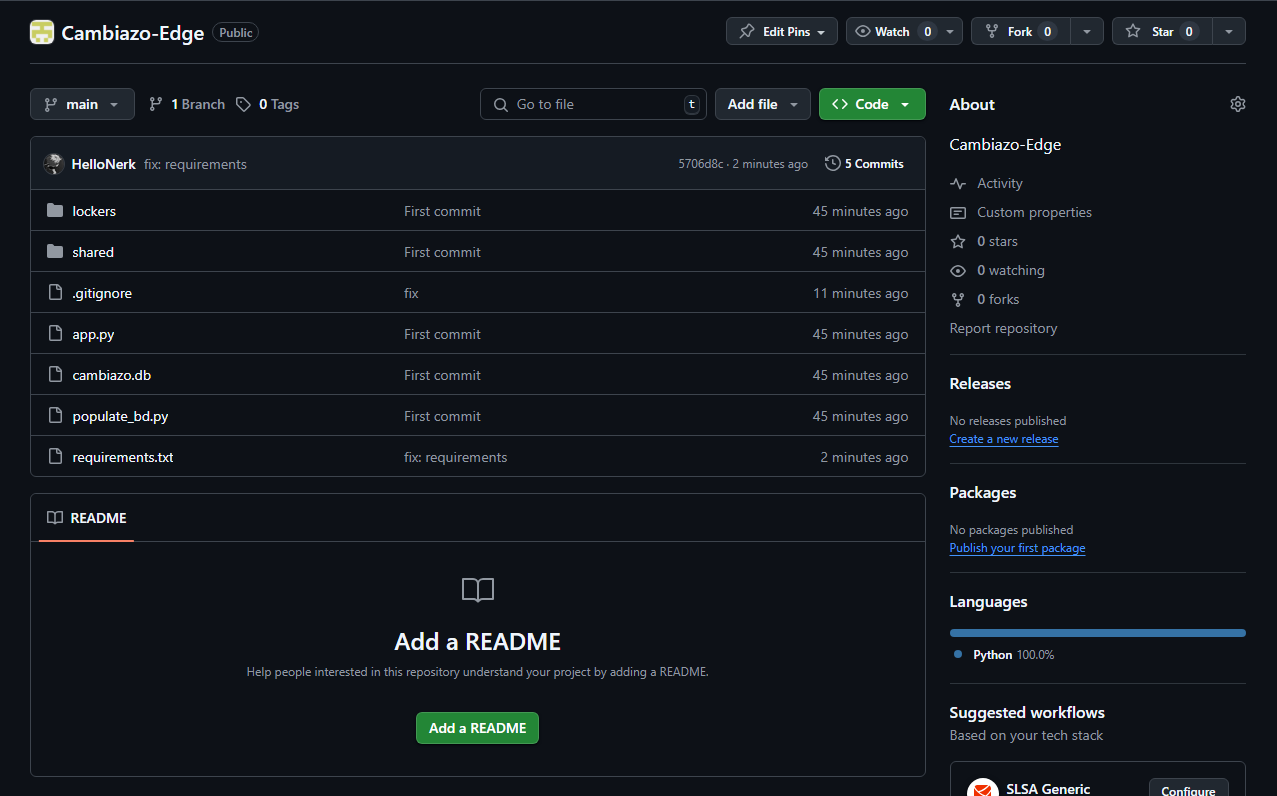 Cambiazo-Edge Public
Edit Pins Watch 0 Fork 0 Star 0
main 1 Branch 0 Tags Go to file t Add file Code
HelloNerk fix: requirements 5706d8c · 2 minutes ago 5 Commits
lockers First commit 45 minutes ago
shared First commit 45 minutes ago
.gitignore fix 11 minutes ago
app.py First commit 45 minutes ago
cambiazo.db First commit 45 minutes ago
populate_bd.py First commit 45 minutes ago
requirements.txt fix: requirements 2 minutes ago
README
Add a README
Help people interested in this repository understand your project by adding a README.
Add a README
About
Cambiazo-Edge
Activity
Custom properties
0 stars
0 watching
0 forks
Report repository
Releases
No releases published
Create a new release
Packages
No packages published
Publish your first package
Languages
Python 100.0%
Suggested workflows
Based on your tech stack
SLSA Generic
Configure